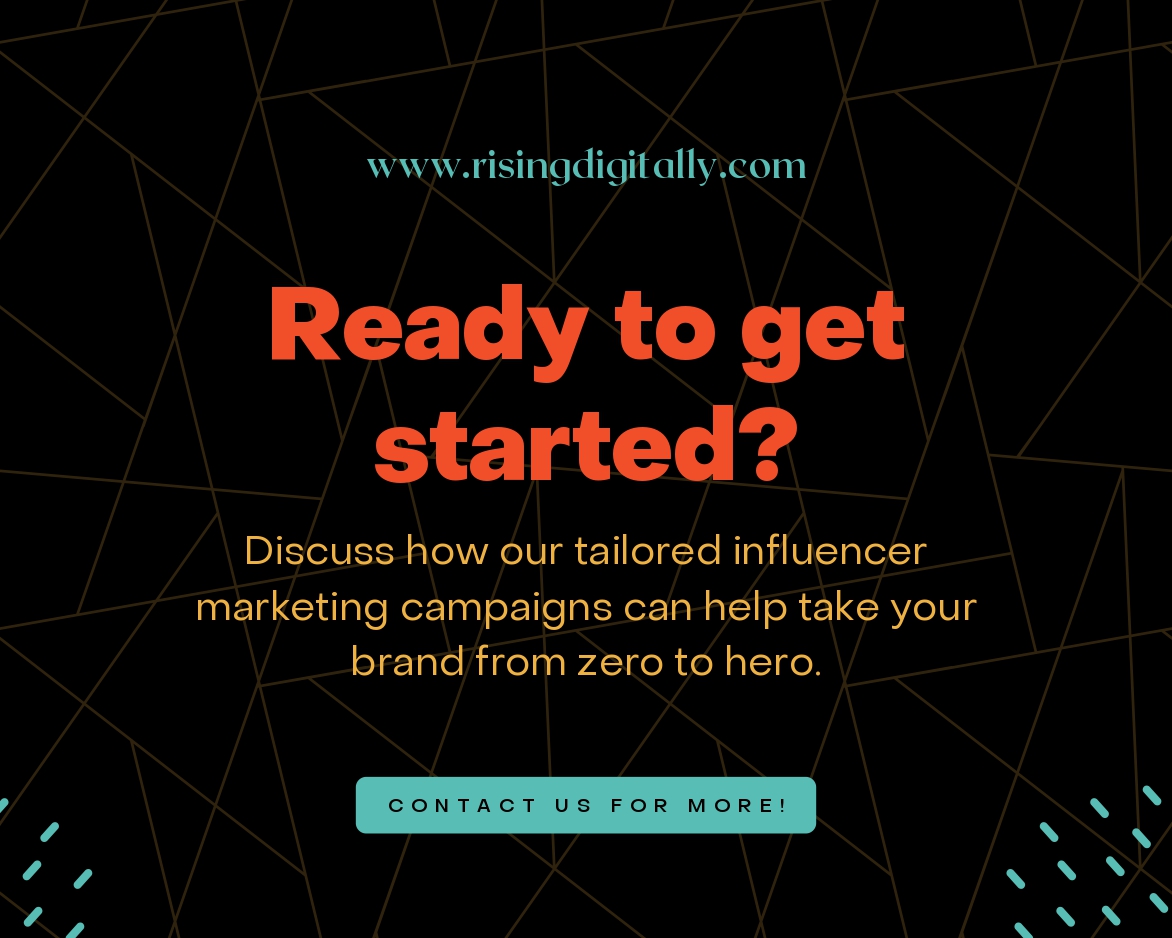 www.risingdigitally.com
Ready to get
started?
Discuss how our tailored influencer
marketing campaigns can help take your
brand from zero to hero.
CONTACT US FOR MORE!